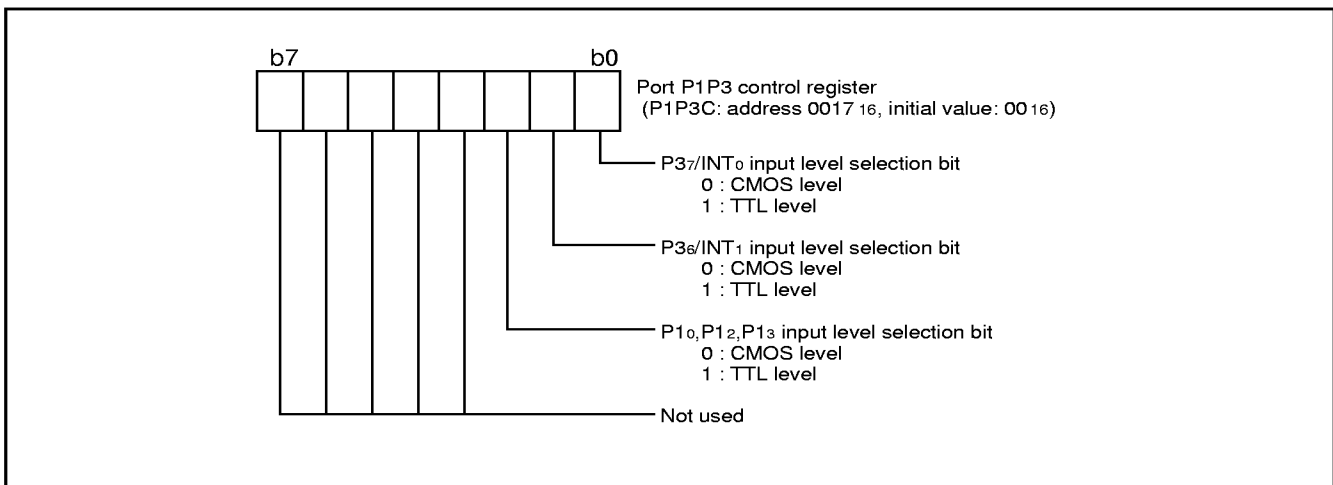 b7 b0
Port P1P3 control register
(P1P3C: address 0017 16, initial value: 00 16)
P37/INT0 input level selection bit
0 : CMOS level
1 : TTL level
P36/INT1 input level selection bit
0 : CMOS level
1 : TTL level
P10,P12,P13 input level selection bit
0 : CMOS level
1 : TTL level
Not used